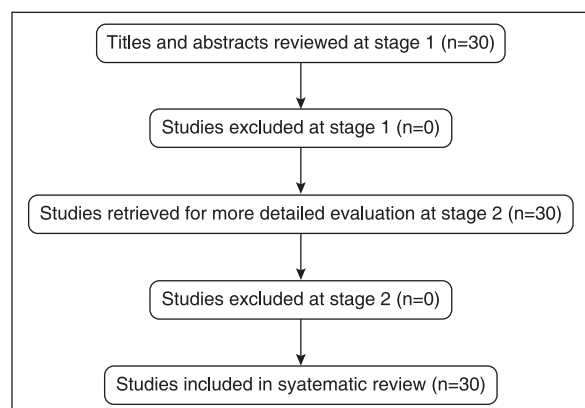 Titles and abstracts reviewed at stage 1 (n=30)
Studies excluded at stage 1 (n=0)
Studies retrieved for more detailed evaluation at stage 2 (n=30)
Studies excluded at stage 2 (n=0)
Studies included in systematic review (n=30)